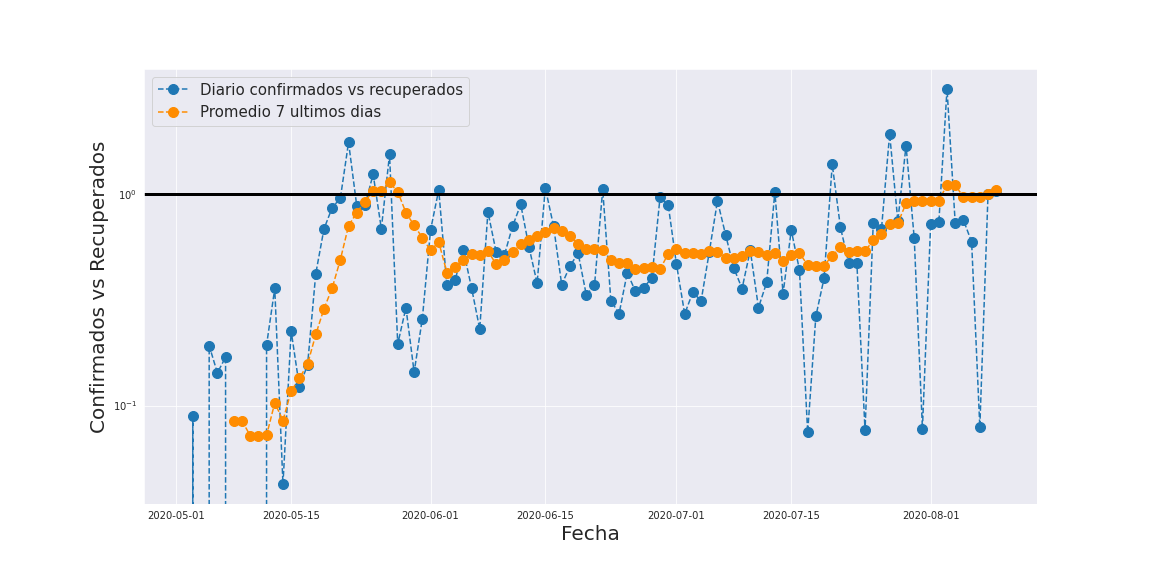 Diario confirmados vs recuperados
Promedio 7 ultimos dias
Confirmados vs Recuperados
10⁰
10⁻¹
2020-05-01 2020-05-15 2020-06-01 2020-06-15 2020-07-01 2020-07-15 2020-08-01
Fecha